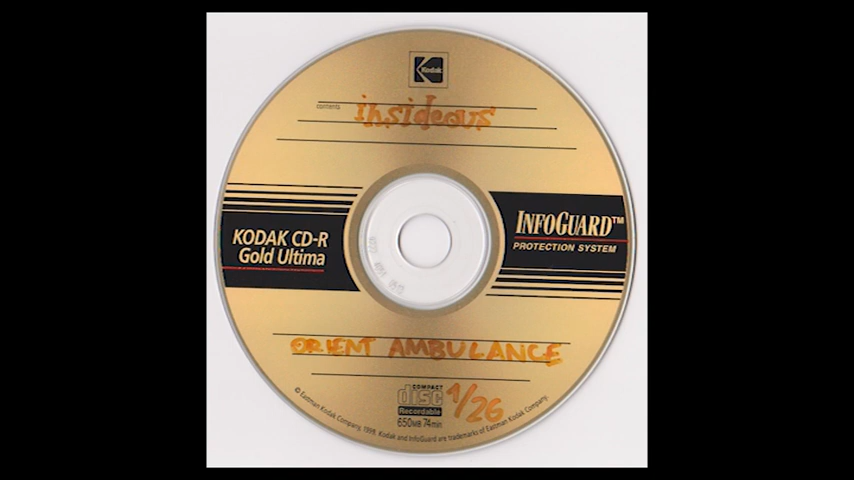 Kodak
contents
insideous
KODAK CD-R
Gold Ultima
INFOGUARD™
PROTECTION SYSTEM
ORIENT AMBULANCE
COMPACT
disc
Recordable
1/26
650MB 74min
© Eastman Kodak Company, 1998. Kodak and InfoGuard are trademarks of Eastman Kodak Company.